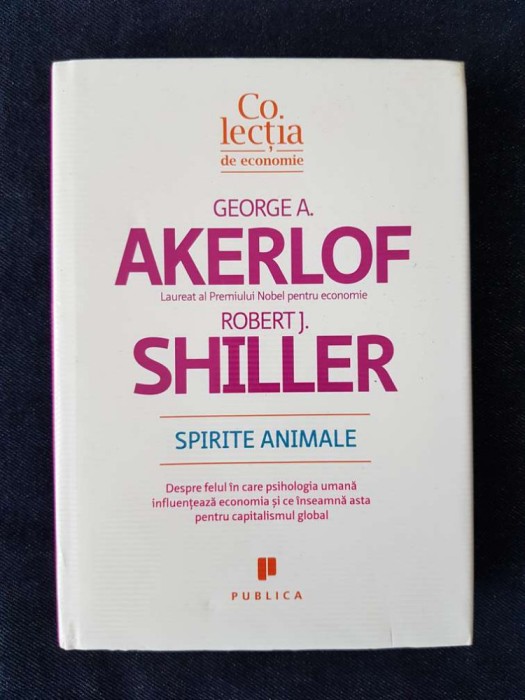 Co.
lecția
de economie
GEORGE A.
AKERLOF
Laureat al Premiului Nobel pentru economie
ROBERT J.
SHILLER
SPIRITE ANIMALE
Despre felul în care psihologia umană
influențează economia și ce înseamnă asta
pentru capitalismul global
PUBLICA